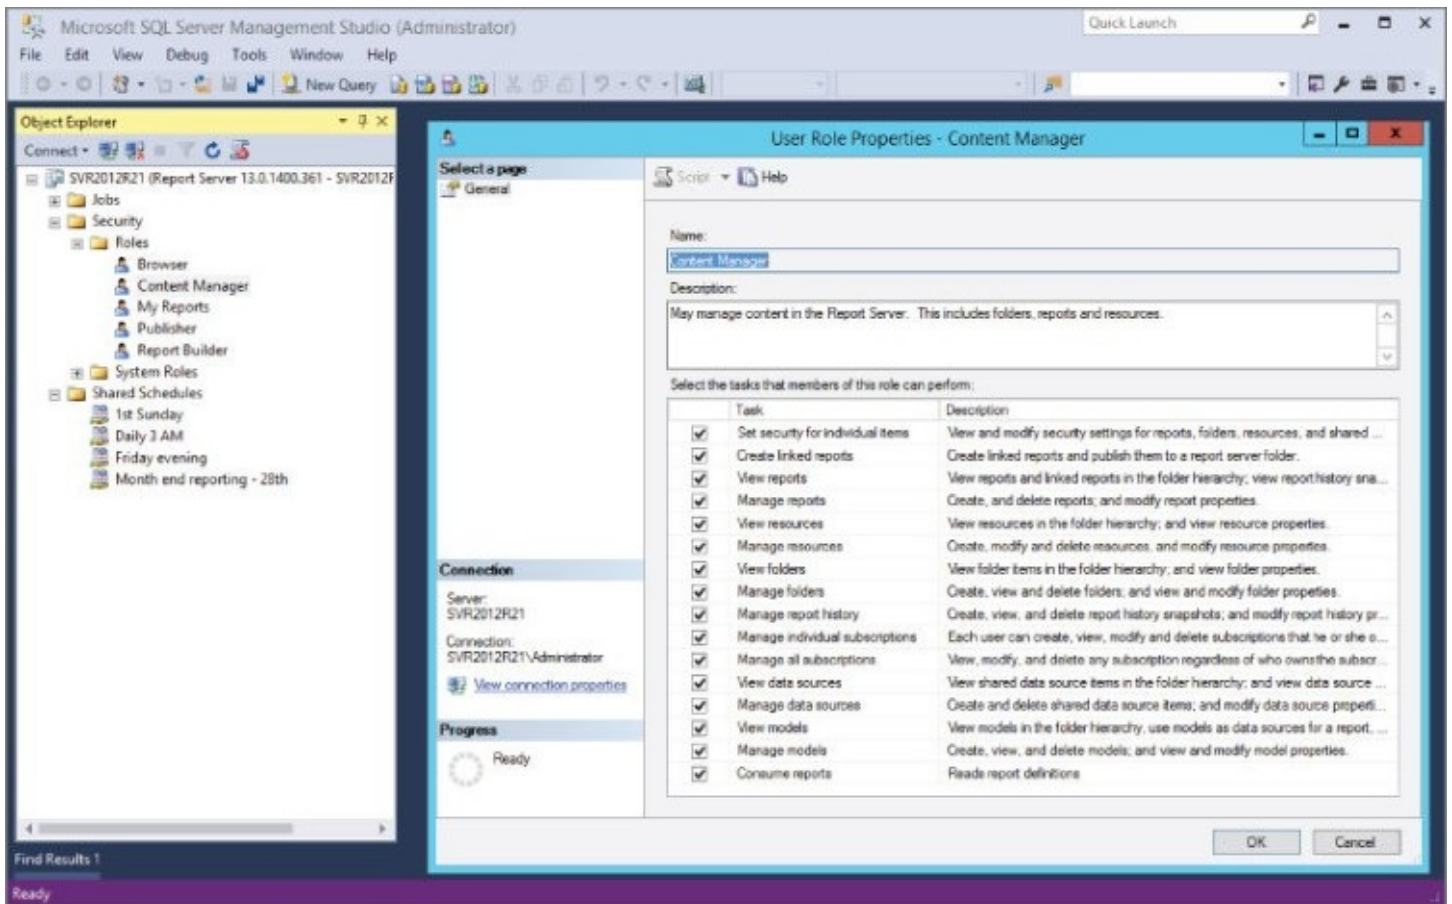 Microsoft SQL Server Management Studio (Administrator)
Quick Launch
File Edit View Debug Tools Window Help
New Query
Object Explorer
Connect
SVR2012R21 (Report Server 13.0.1400.361 - SVR2012F
Jobs
Security
Roles
Browser
Content Manager
My Reports
Publisher
Report Builder
System Roles
Shared Schedules
1st Sunday
Daily 3 AM
Friday evening
Month end reporting - 28th
User Role Properties - Content Manager
Select a page
General
Connection
Server:
SVR2012R21
Connection:
SVR2012R21\Administrator
View connection properties
Progress
Ready
Script Help
Name:
Content Manager
Description:
May manage content in the Report Server. This includes folders, reports and resources.
Select the tasks that members of this role can perform:
Task Description
Set security for individual items View and modify security settings for reports, folders, resources, and shared ...
Create linked reports Create linked reports and publish them to a report server folder.
View reports View reports and linked reports in the folder hierarchy; view report history sna...
Manage reports Create, and delete reports; and modify report properties.
View resources View resources in the folder hierarchy; and view resource properties.
Manage resources Create, modify and delete resources, and modify resource properties.
View folders View folder items in the folder hierarchy; and view folder properties.
Manage folders Create, view and delete folders; and view and modify folder properties.
Manage report history Create, view, and delete report history snapshots; and modify report history pr...
Manage individual subscriptions Each user can create, view, modify and delete subscriptions that he or she o...
Manage all subscriptions View, modify, and delete any subscription regardless of who owns the subscr...
View data sources View shared data source items in the folder hierarchy; and view data source ...
Manage data sources Create and delete shared data source items; and modify data source properti...
View models View models in the folder hierarchy, use models as data sources for a report, ...
Manage models Create, view, and delete models; and view and modify model properties.
Consume reports Reads report definitions
OK Cancel
Find Results 1
Ready